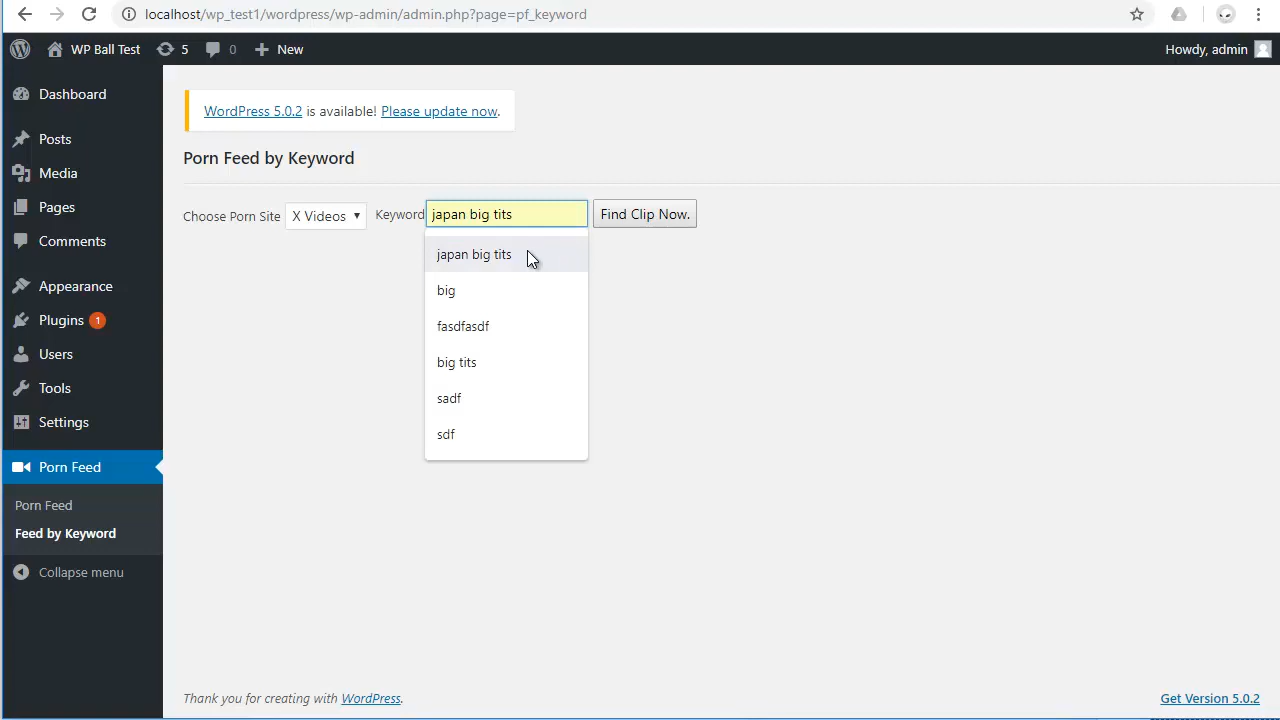 localhost/wp_test1/wordpress/wp-admin/admin.php?page=pf_keyword
WP Ball Test 5 0 New Howdy, admin
Dashboard
Posts
Media
Pages
Comments
Appearance
Plugins 1
Users
Tools
Settings
Porn Feed
Porn Feed
Feed by Keyword
Collapse menu
WordPress 5.0.2 is available! Please update now.
Porn Feed by Keyword
Choose Porn Site X Videos Keyword japan big tits Find Clip Now.
japan big tits
big
fasdfasdf
big tits
sadf
sdf
Thank you for creating with WordPress. Get Version 5.0.2